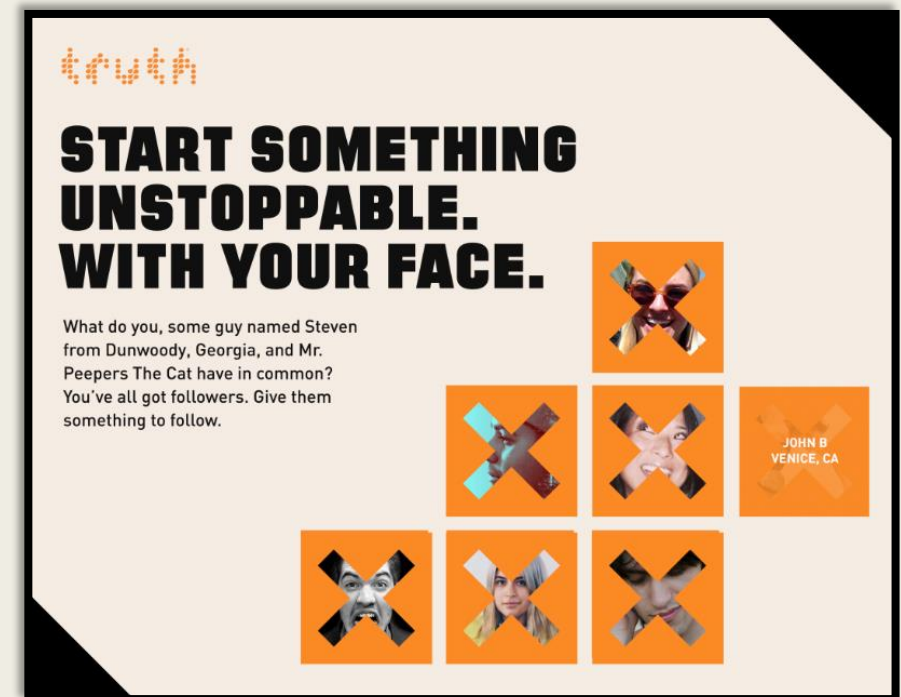 truth
START SOMETHING
UNSTOPPABLE.
WITH YOUR FACE.
What do you, some guy named Steven
from Dunwoody, Georgia, and Mr.
Peepers The Cat have in common?
You've all got followers. Give them
something to follow.
JOHN B
VENICE, CA